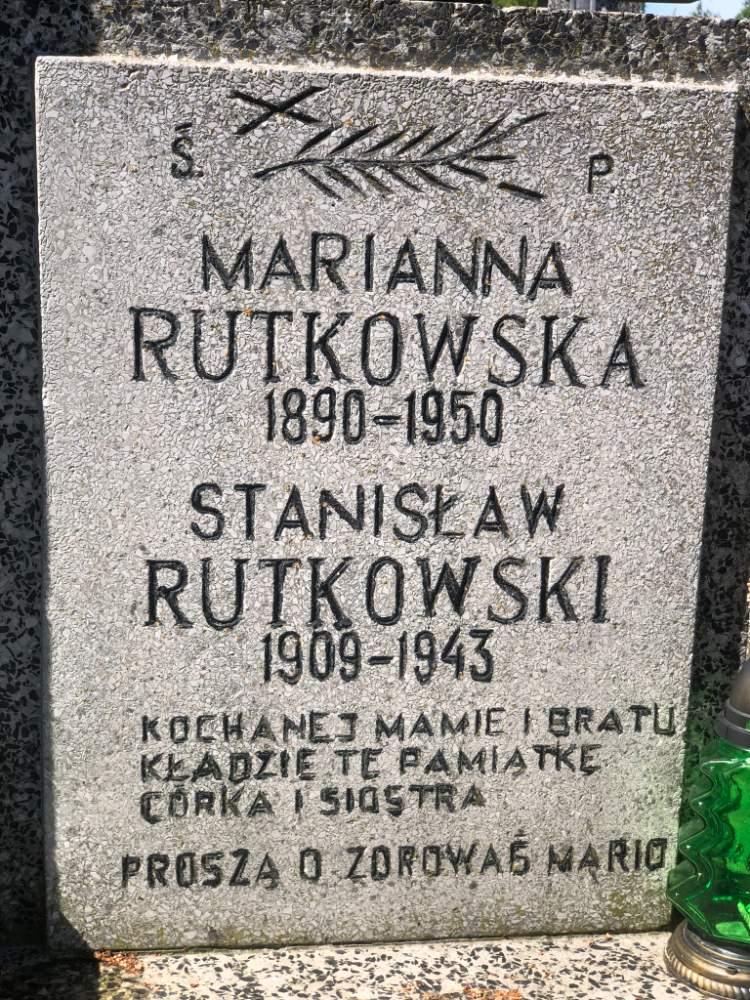 Ś. P.
MARIANNA
RUTKOWSKA
1890-1950
STANISŁAW
RUTKOWSKI
1909-1943
KOCHANEJ MAMIE I BRATU
KŁADZIE TĘ PAMIĄTKĘ
CÓRKA I SIOSTRA
PROSZĄ O ZDROWAŚ MARIO